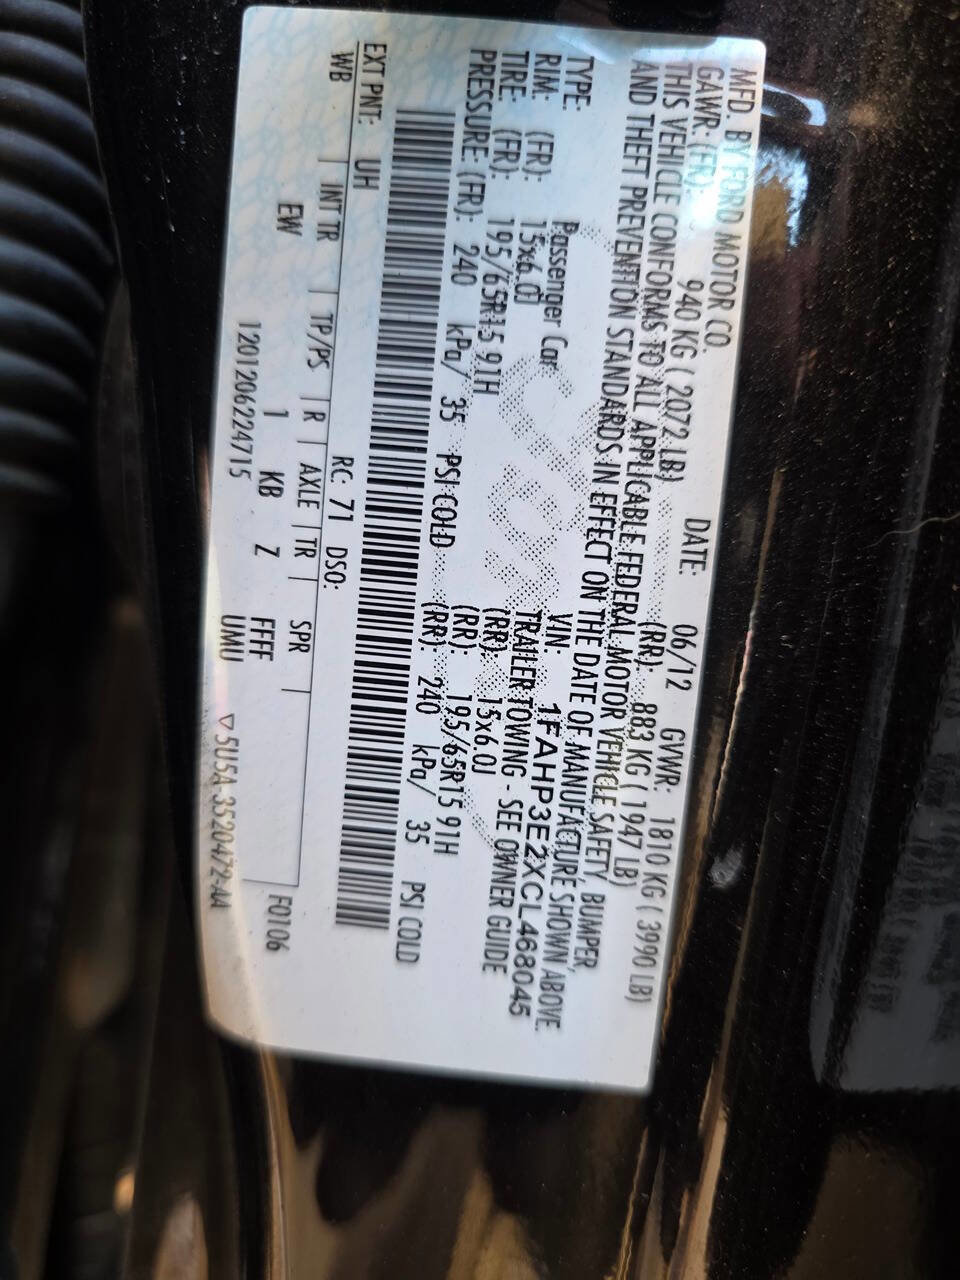 MFD. BY FORD MOTOR CO. DATE: 06/12 GVWR: 1810 KG ( 3990 LB)
GAWR: (FR): 940 KG ( 2072 LB) (RR): 883 KG ( 1947 LB)
THIS VEHICLE CONFORMS TO ALL APPLICABLE FEDERAL MOTOR VEHICLE SAFETY, BUMPER,
AND THEFT PREVENTION STANDARDS IN EFFECT ON THE DATE OF MANUFACTURE SHOWN ABOVE.
VIN: 1FAHP3E2XCL468045
TYPE: Passenger Car TRAILER TOWING - SEE OWNER GUIDE
RIM: (FR): 15x6.0J (RR): 15x6.0J
TIRE: (FR): 195/65R15 91H (RR): 195/65R15 91H
PRESSURE: (FR): 240 kPa/ 35 PSI COLD (RR): 240 kPa/ 35 PSI COLD
EXT PNT: UH RC: 71 DSO: F0106
WB INT TR TP/PS R AXLE TR SPR
EW 1 KB Z FFFF
1201206224715 UMU ▽5U5A-3520472-AA